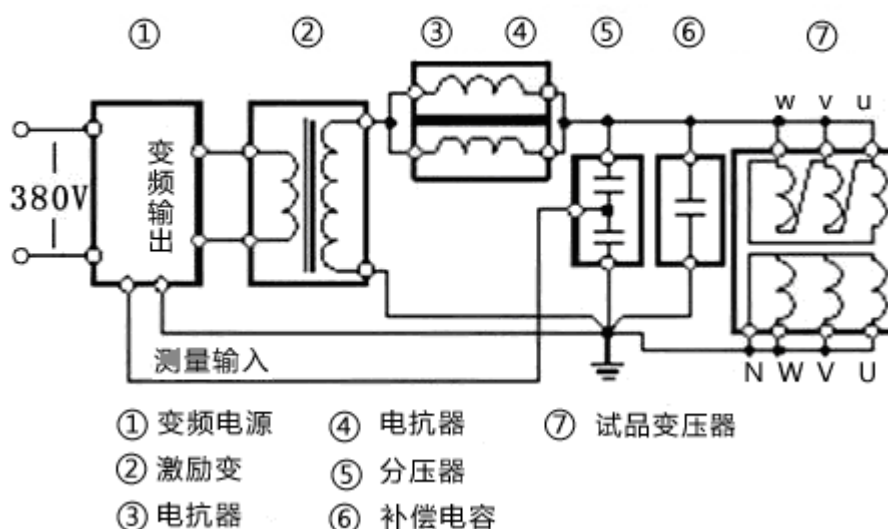 ① ② ③ ④ ⑤ ⑥ ⑦
w v u
变频输出
380V
测量输入
N W V U
① 变频电源 ④ 电抗器 ⑦ 试品变压器
② 激励变 ⑤ 分压器
③ 电抗器 ⑥ 补偿电容